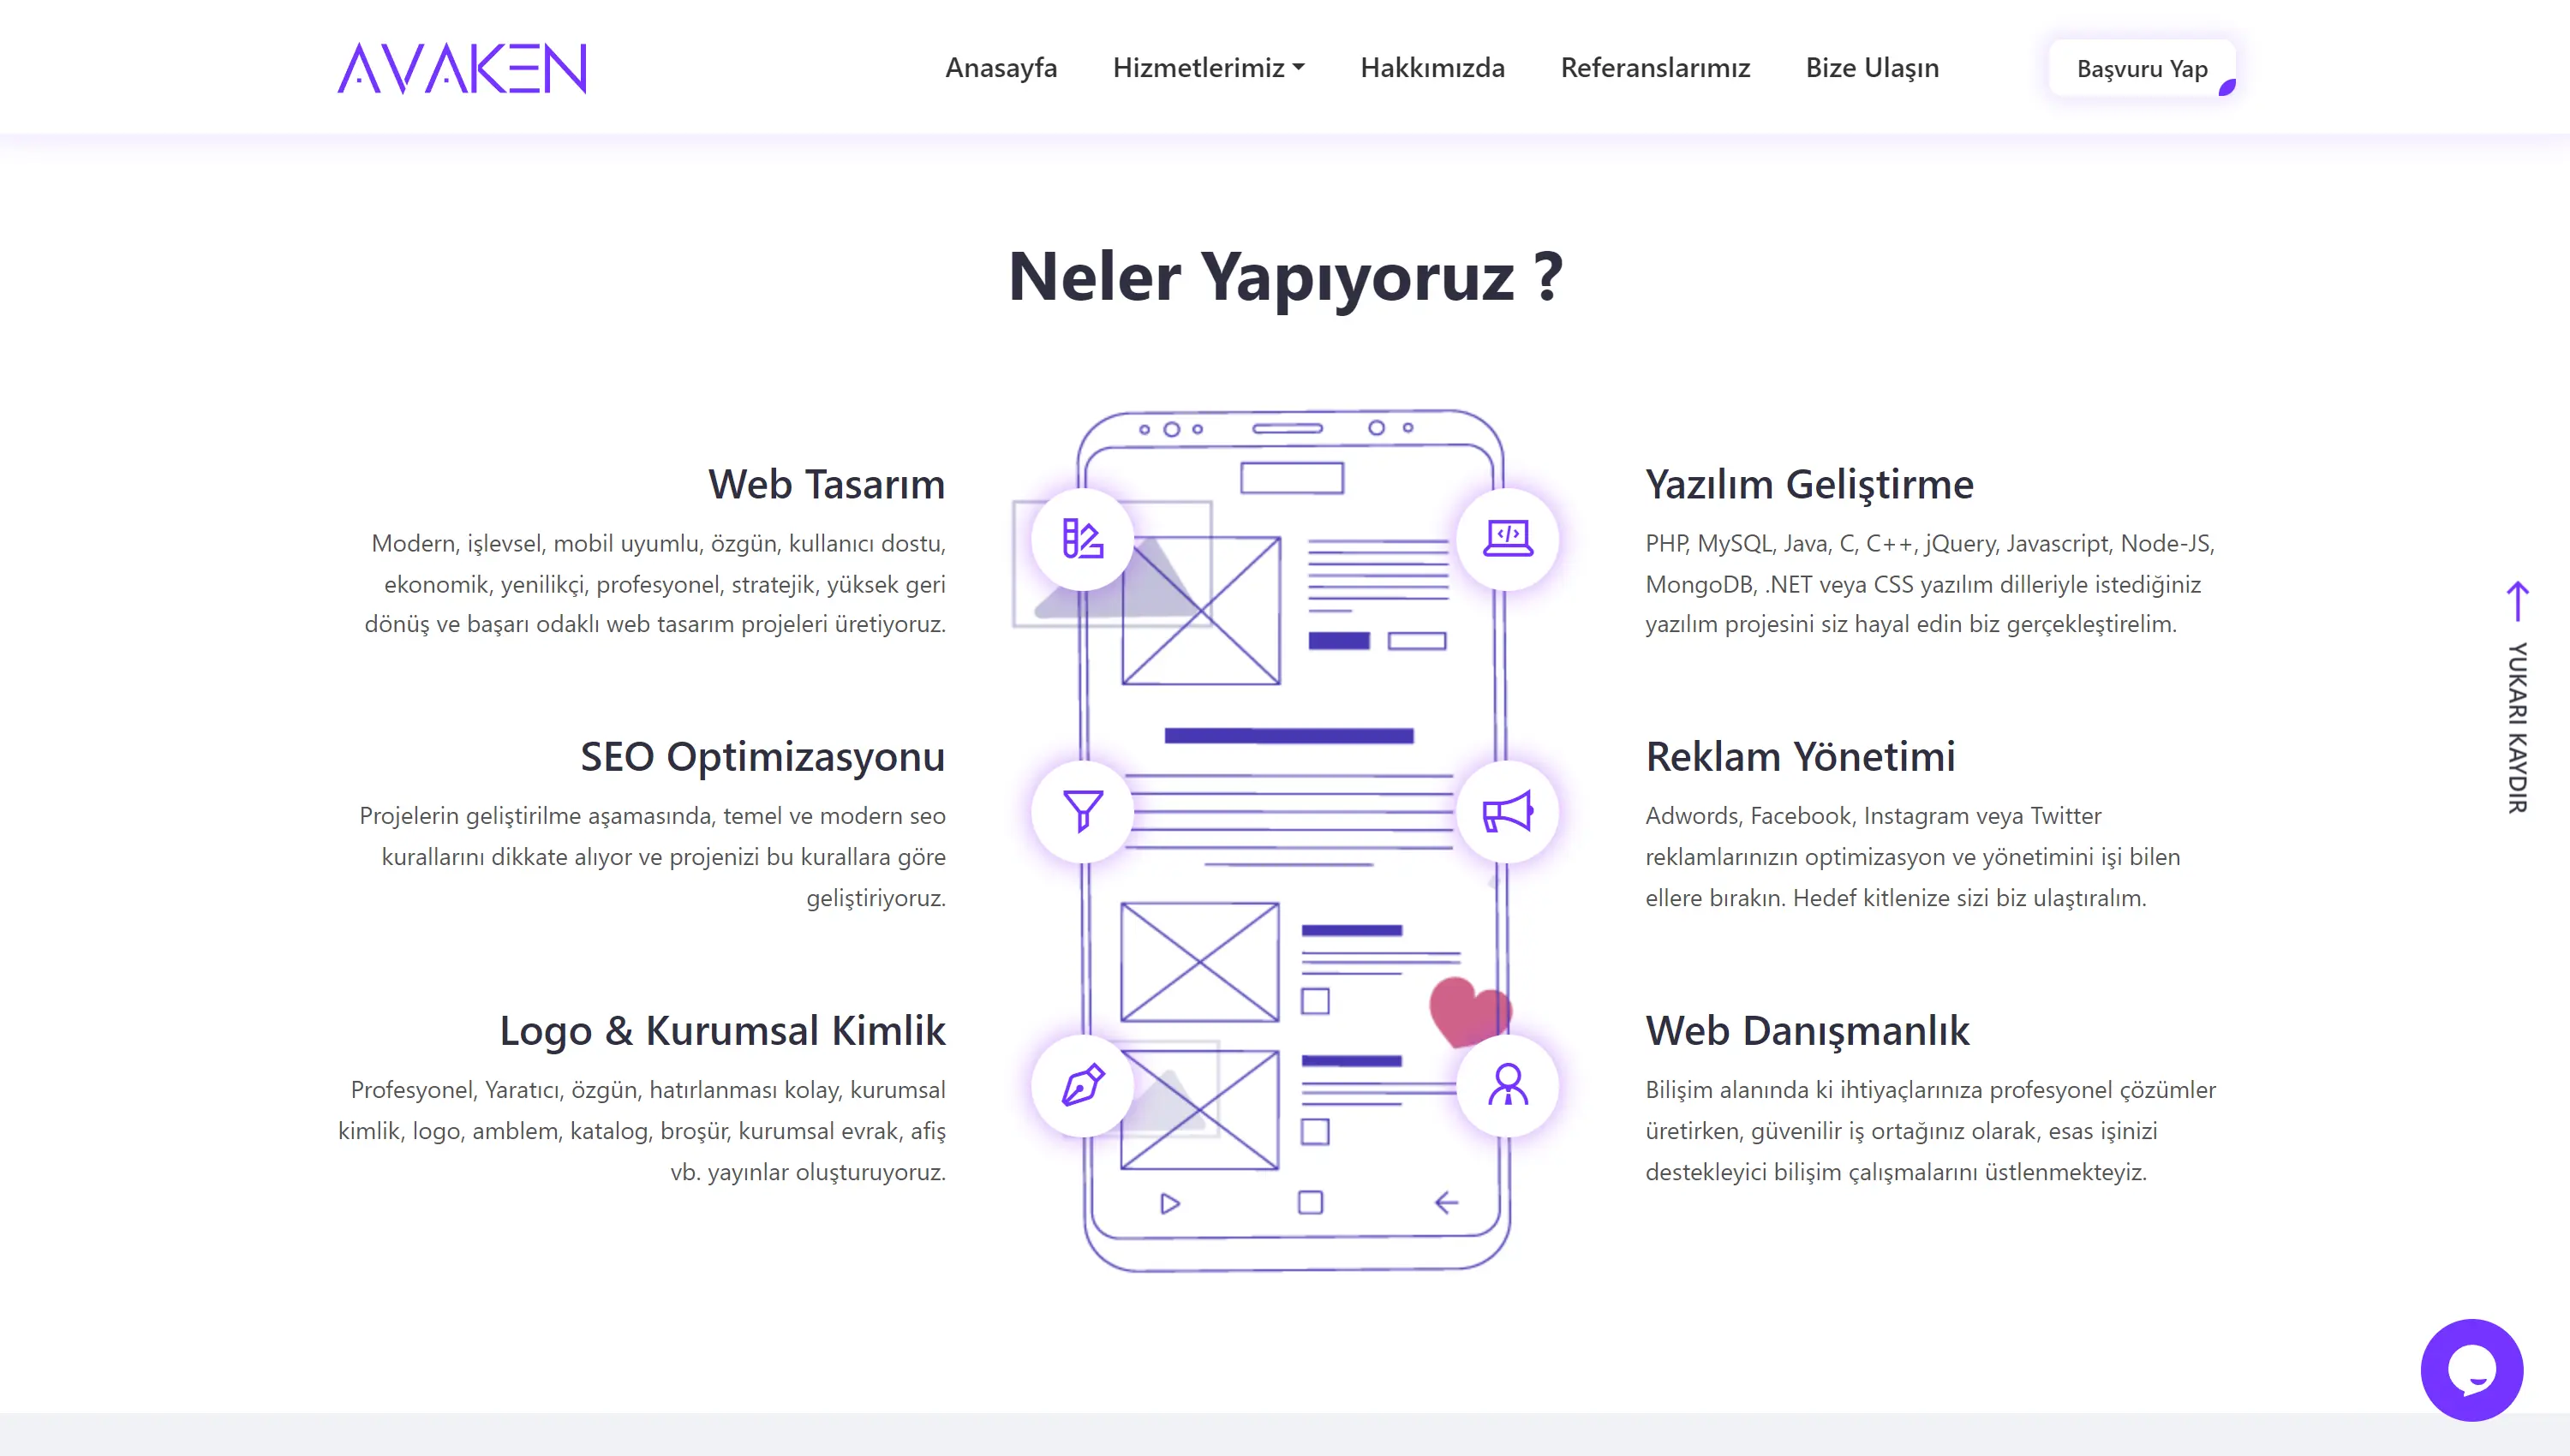 AVAKEN
Anasayfa
Hizmetlerimiz
Hakkımızda
Referanslarımız
Bize Ulaşın
Başvuru Yap
Neler Yapıyoruz ?
Web Tasarım
Modern, işlevsel, mobil uyumlu, özgün, kullanıcı dostu,
ekonomik, yenilikçi, profesyonel, stratejik, yüksek geri
dönüş ve başarı odaklı web tasarım projeleri üretiyoruz.
SEO Optimizasyonu
Projelerin geliştirilme aşamasında, temel ve modern seo
kurallarını dikkate alıyor ve projenizi bu kurallara göre
geliştiriyoruz.
Logo & Kurumsal Kimlik
Profesyonel, Yaratıcı, özgün, hatırlanması kolay, kurumsal
kimlik, logo, amblem, katalog, broşür, kurumsal evrak, afiş
vb. yayınlar oluşturuyoruz.
Yazılım Geliştirme
PHP, MySQL, Java, C, C++, jQuery, Javascript, Node-JS,
MongoDB, .NET veya CSS yazılım dilleriyle istediğiniz
yazılım projesini siz hayal edin biz gerçekleştirelim.
Reklam Yönetimi
Adwords, Facebook, Instagram veya Twitter
reklamlarınızın optimizasyon ve yönetimini işi bilen
ellere bırakın. Hedef kitlenize sizi biz ulaştıralım.
Web Danışmanlık
Bilişim alanında ki ihtiyaçlarınıza profesyonel çözümler
üretirken, güvenilir iş ortağınız olarak, esas işinizi
destekleyici bilişim çalışmalarını üstlenmekteyiz.
YUKARI KAYDIR